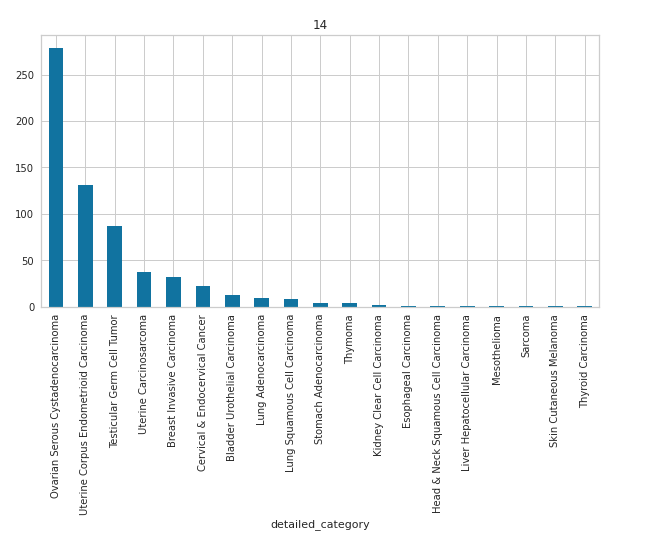 14
250
200
150
100
50
0
Ovarian Serous Cystadenocarcinoma
Uterine Corpus Endometrioid Carcinoma
Testicular Germ Cell Tumor
Uterine Carcinosarcoma
Breast Invasive Carcinoma
Cervical & Endocervical Cancer
Bladder Urothelial Carcinoma
Lung Adenocarcinoma
Lung Squamous Cell Carcinoma
Stomach Adenocarcinoma
Thymoma
Kidney Clear Cell Carcinoma
Esophageal Carcinoma
Head & Neck Squamous Cell Carcinoma
Liver Hepatocellular Carcinoma
Mesothelioma
Sarcoma
Skin Cutaneous Melanoma
Thyroid Carcinoma
detailed_category